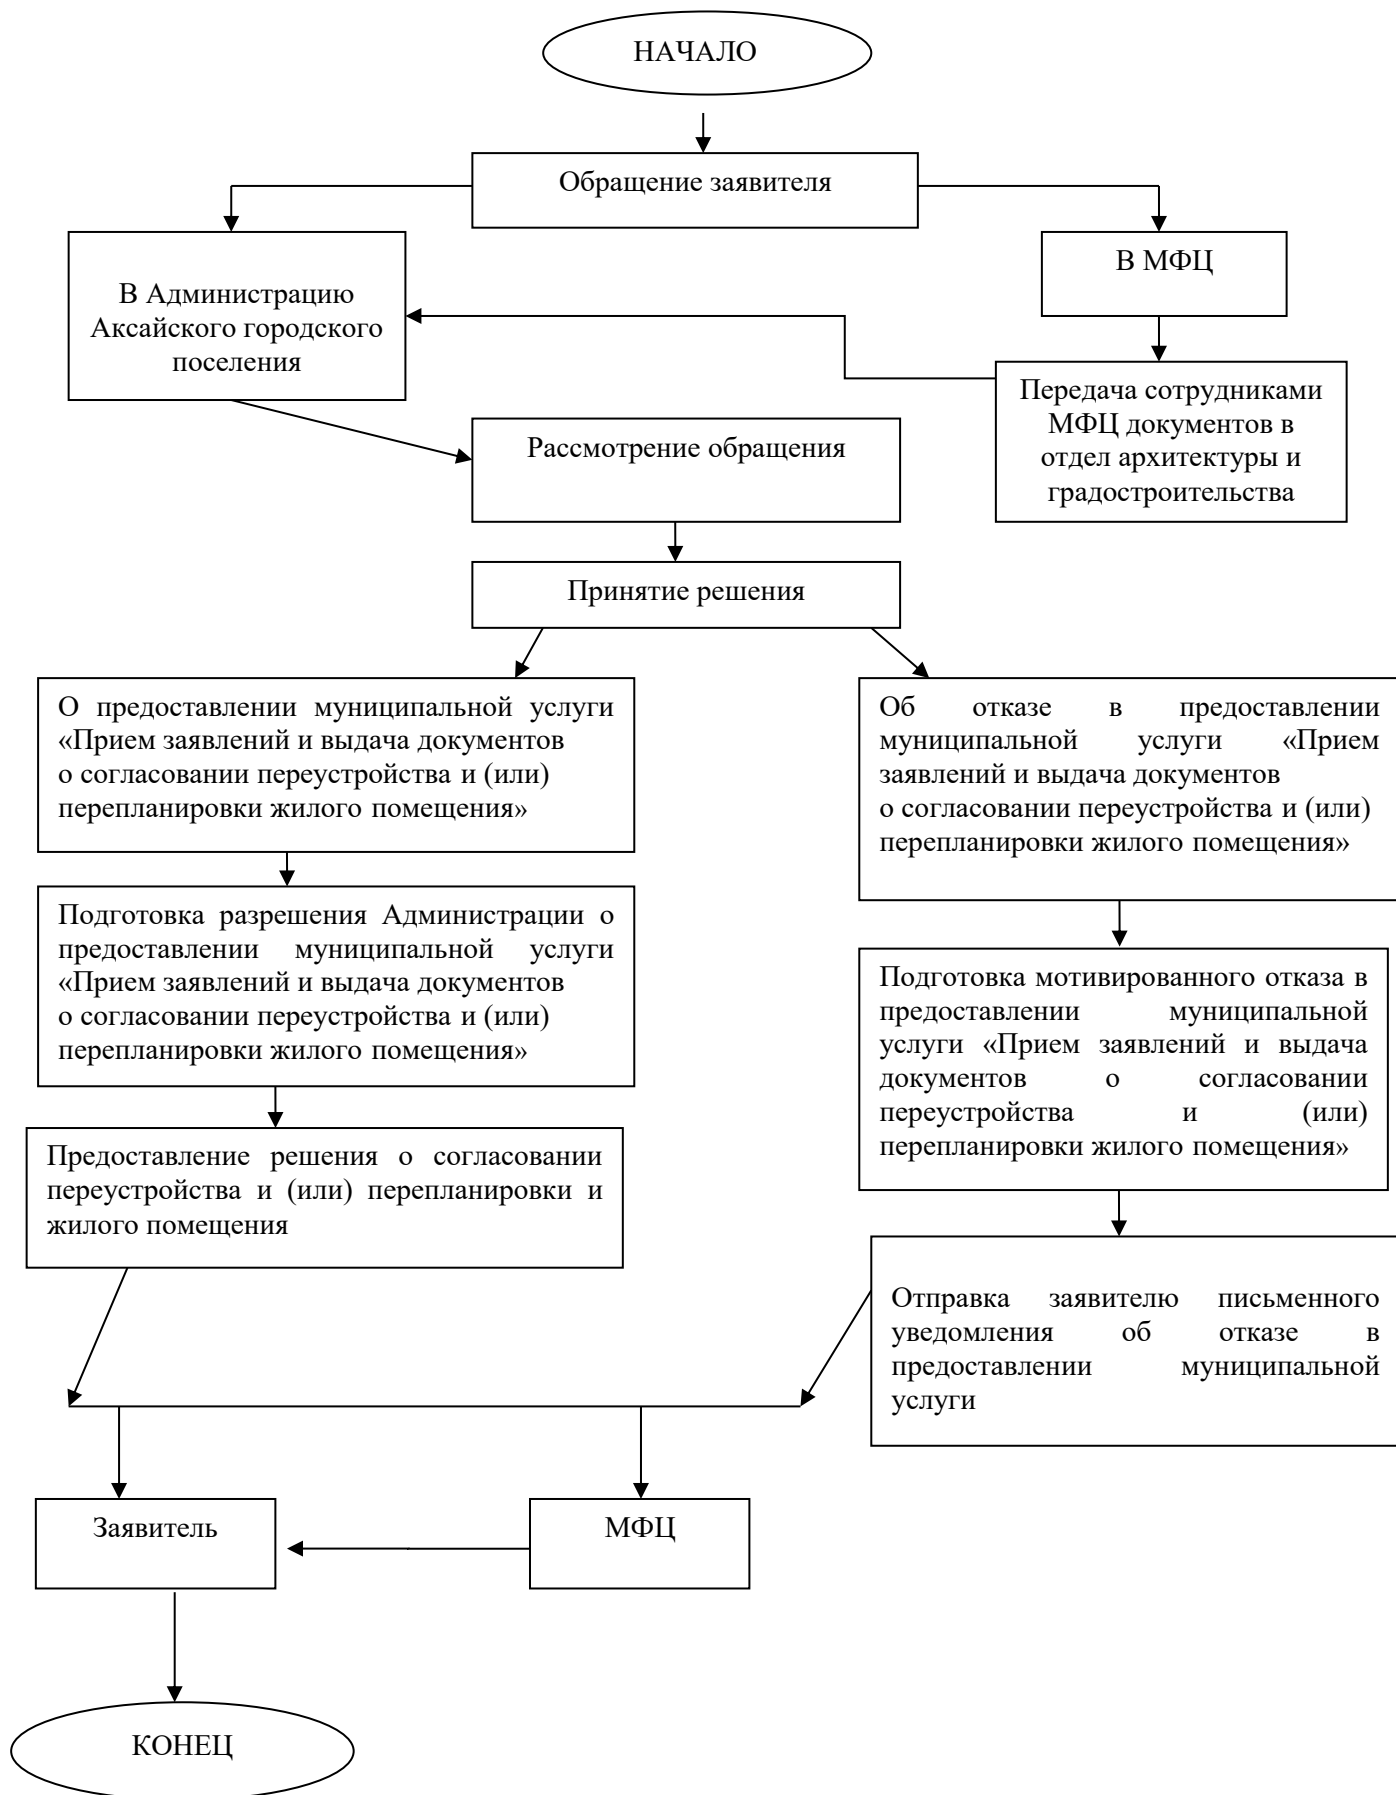 НАЧАЛО
Обращение заявителя
В Администрацию
Аксайского городского
поселения
В МФЦ
Передача сотрудниками
МФЦ документов в
отдел архитектуры и
градостроительства
Рассмотрение обращения
Принятие решения
О предоставлении муниципальной услуги
«Прием заявлений и выдача документов
о согласовании переустройства и (или)
перепланировки жилого помещения»
Об отказе в предоставлении
муниципальной услуги «Прием
заявлений и выдача документов
о согласовании переустройства и (или)
перепланировки жилого помещения»
Подготовка разрешения Администрации о
предоставлении муниципальной услуги
«Прием заявлений и выдача документов
о согласовании переустройства и (или)
перепланировки жилого помещения»
Подготовка мотивированного отказа в
предоставлении муниципальной
услуги «Прием заявлений и выдача
документов о согласовании
переустройства и (или)
перепланировки жилого помещения»
Предоставление решения о согласовании
переустройства и (или) перепланировки и
жилого помещения
Отправка заявителю письменного
уведомления об отказе в
предоставлении муниципальной
услуги
Заявитель
МФЦ
КОНЕЦ